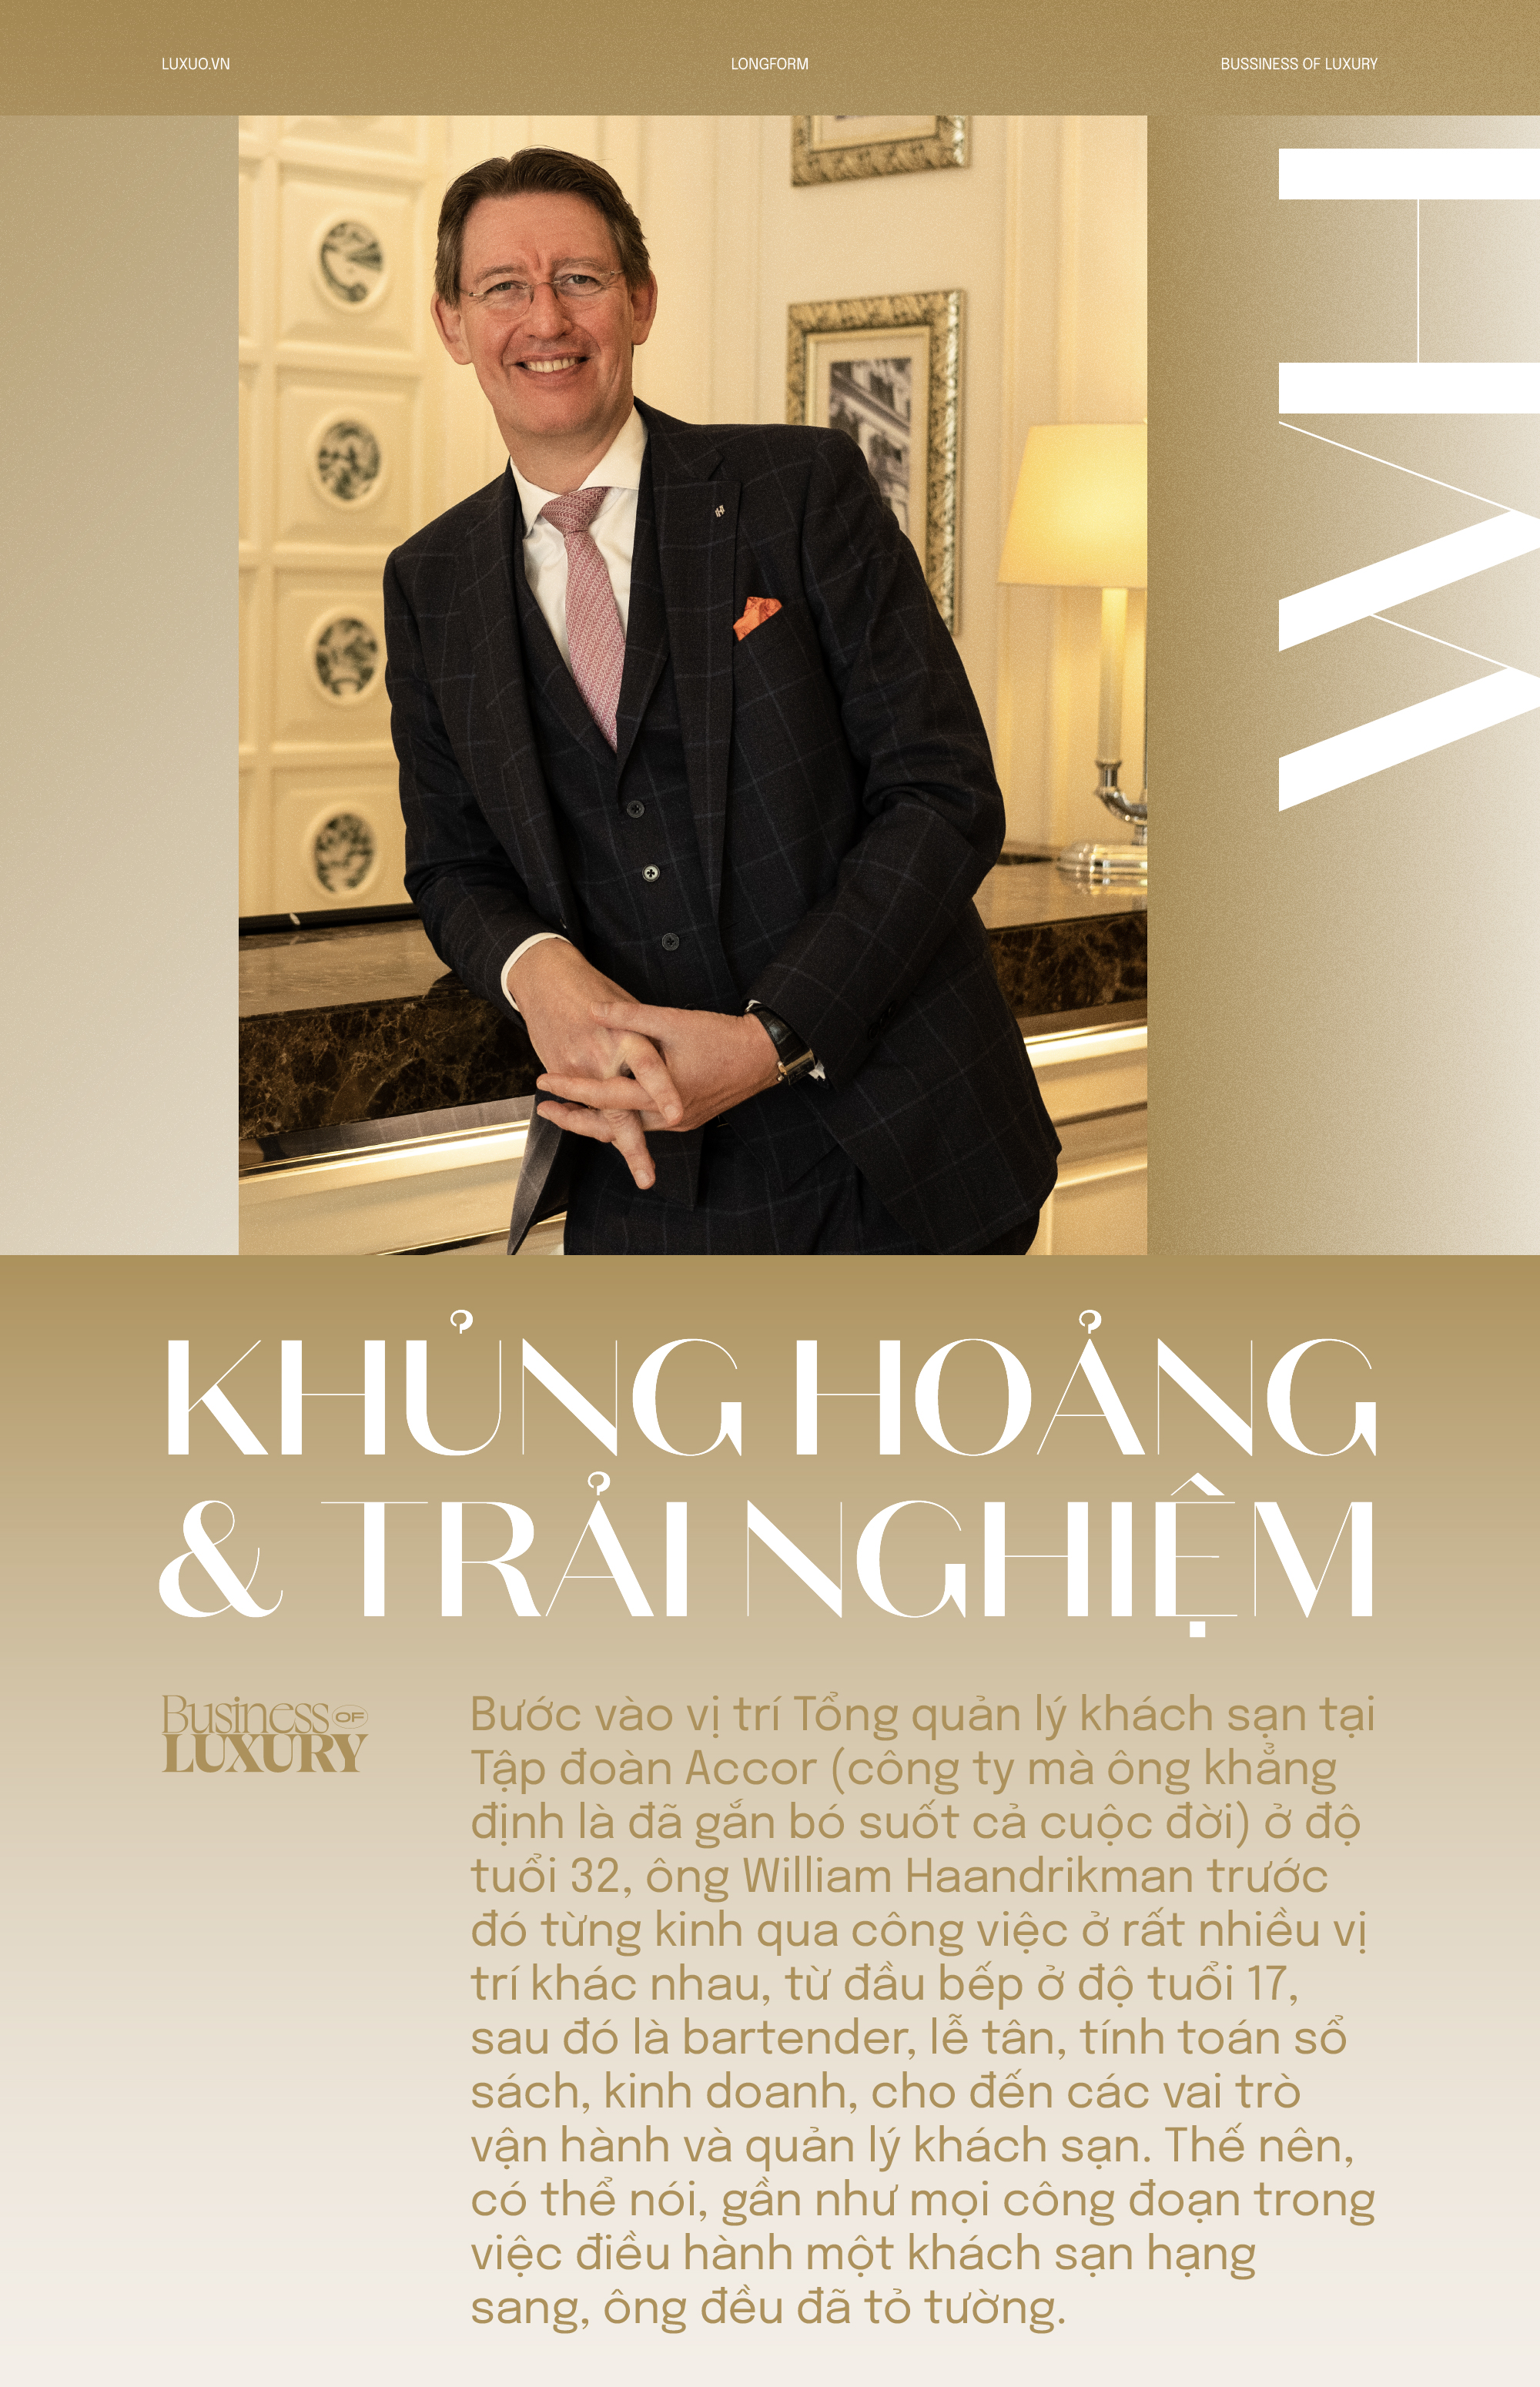 LUXUO.VN
LONGFORM
BUSSINESS OF LUXURY
WH
KHỦNG HOẢNG
& TRẢI NGHIỆM
Business OF
LUXURY
Bước vào vị trí Tổng quản lý khách sạn tại
Tập đoàn Accor (công ty mà ông khẳng
định là đã gắn bó suốt cả cuộc đời) ở độ
tuổi 32, ông William Haandrikman trước
đó từng kinh qua công việc ở rất nhiều vị
trí khác nhau, từ đầu bếp ở độ tuổi 17,
sau đó là bartender, lễ tân, tính toán sổ
sách, kinh doanh, cho đến các vai trò
vận hành và quản lý khách sạn. Thế nên,
có thể nói, gần như mọi công đoạn trong
việc điều hành một khách sạn hạng
sang, ông đều đã tỏ tường.